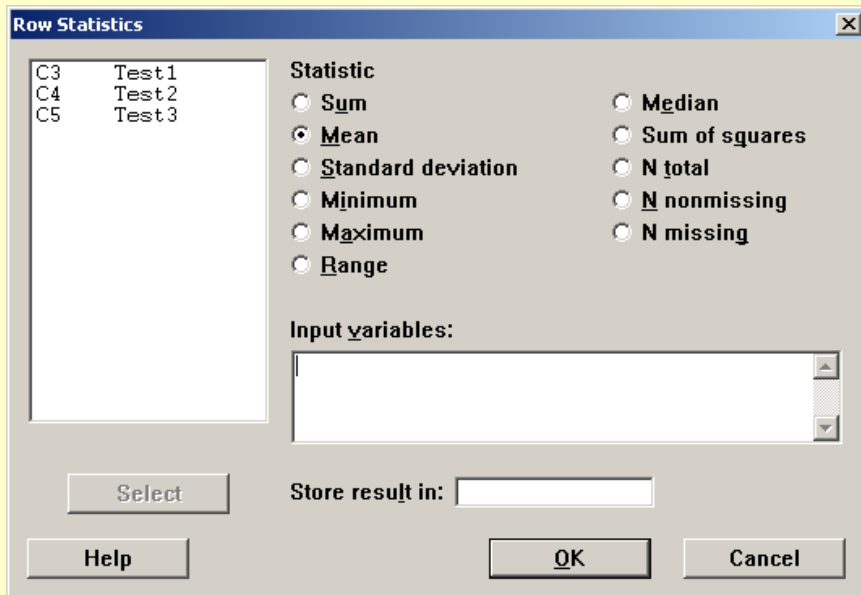 Row Statistics
C3 Test1
C4 Test2
C5 Test3
Statistic
Sum
Mean
Standard deviation
Minimum
Maximum
Range
Median
Sum of squares
N total
N nonmissing
N missing
Input variables:
Select
Store result in:
Help
OK
Cancel